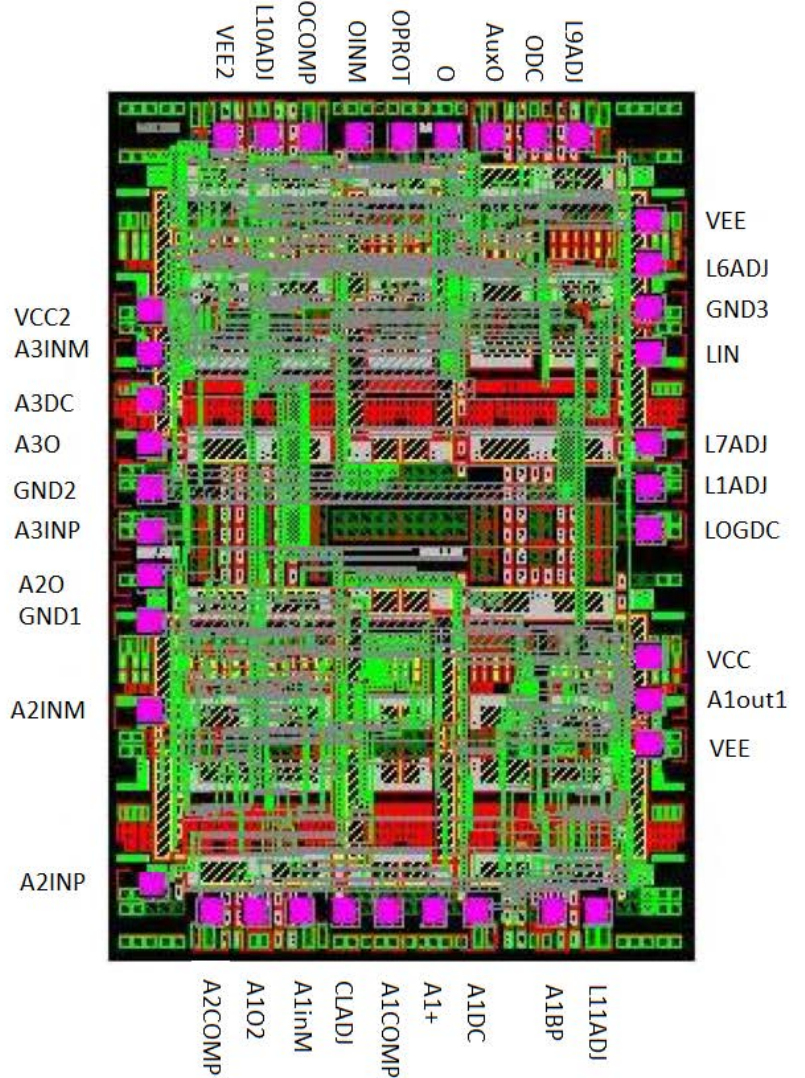 VEE2
L10ADJ
OCOMP
OINM
OPROT
O
AuxO
ODC
L9ADJ
VCC2
A3INM
A3DC
A3O
GND2
A3INP
A2O
GND1
A2INM
A2INP
VEE
L6ADJ
GND3
LIN
L7ADJ
L1ADJ
LOGDC
VCC
A1out1
VEE
A2COMP
A1O2
A1inM
CLADJ
A1COMP
A1+
A1DC
A1BP
L11ADJ